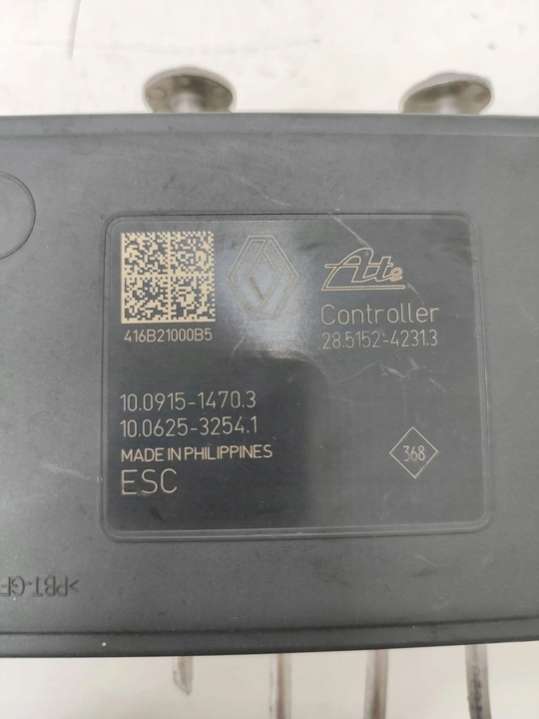 Ate
Controller
28.5152-4231.3
416B21000B5
10.0915-1470.3
10.0625-3254.1
MADE IN PHILIPPINES
ESC
368
>PBT-GF